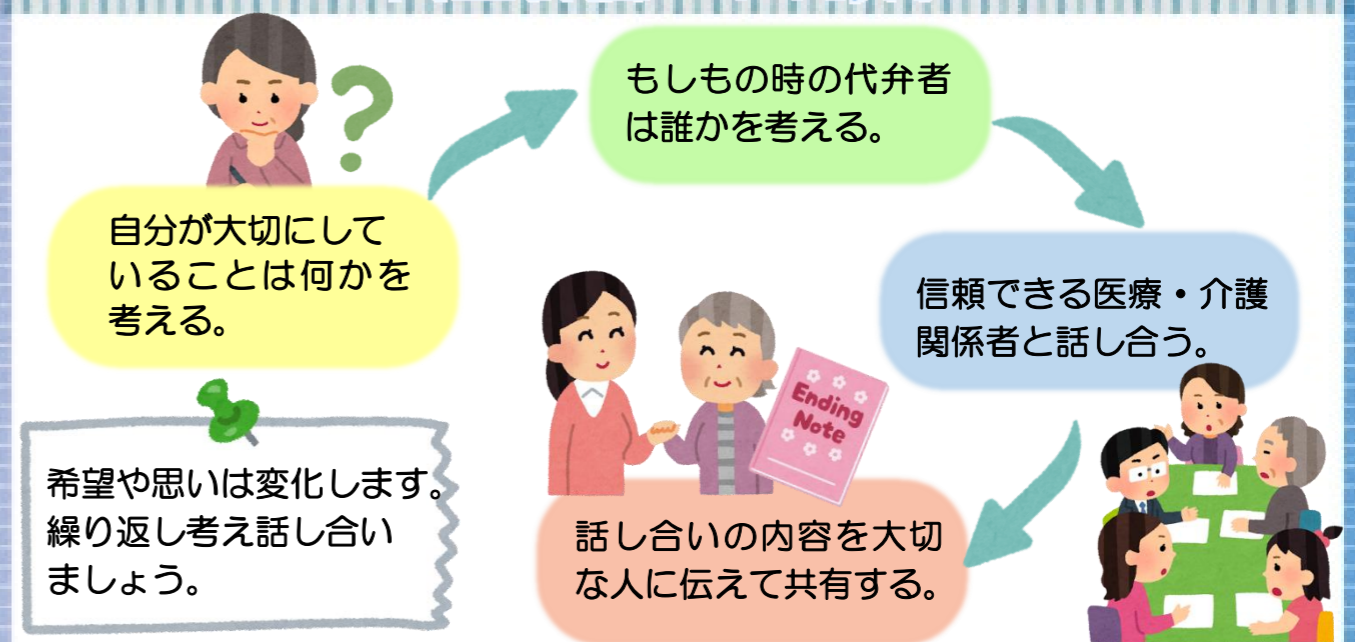 自分が大切にして
いることは何かを
考える。
もしもの時の代弁者
は誰かを考える。
信頼できる医療・介護
関係者と話し合う。
Ending
Note
話し合いの内容を大切
な人に伝えて共有する。
希望や思いは変化します。
繰り返し考え話し合い
ましょう。